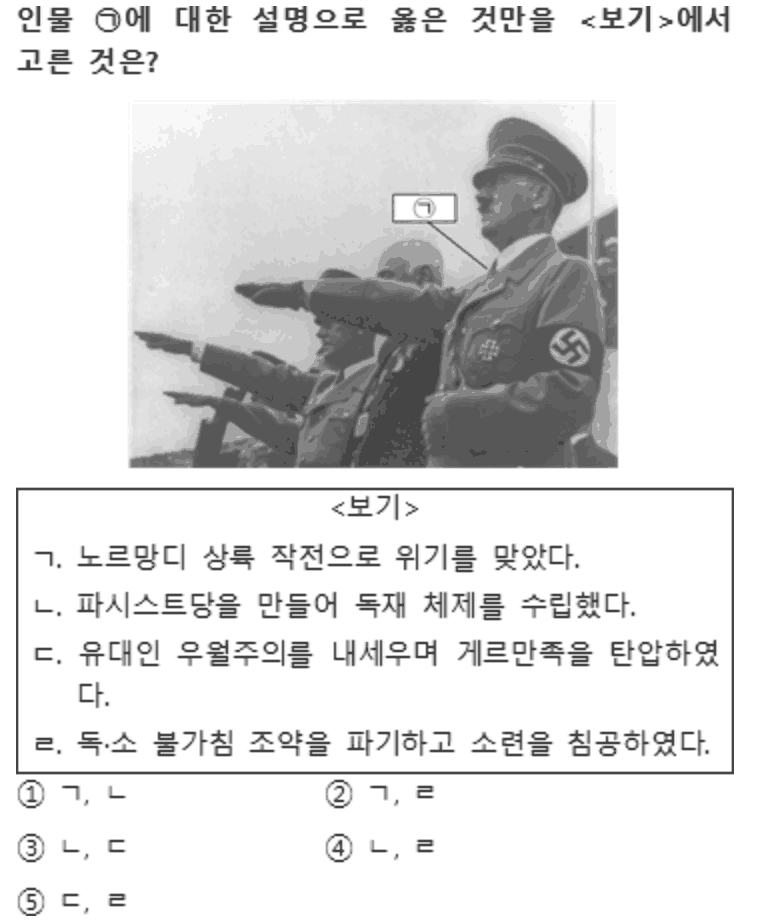 인물 ㉠에 대한 설명으로 옳은 것만을 <보기>에서
고른 것은?
㉠
<보기>
ㄱ. 노르망디 상륙 작전으로 위기를 맞았다.
ㄴ. 파시스트당을 만들어 독재 체제를 수립했다.
ㄷ. 유대인 우월주의를 내세우며 게르만족을 탄압하였
다.
ㄹ. 독·소 불가침 조약을 파기하고 소련을 침공하였다.
① ㄱ, ㄴ ② ㄱ, ㄹ
③ ㄴ, ㄷ ④ ㄴ, ㄹ
⑤ ㄷ, ㄹ